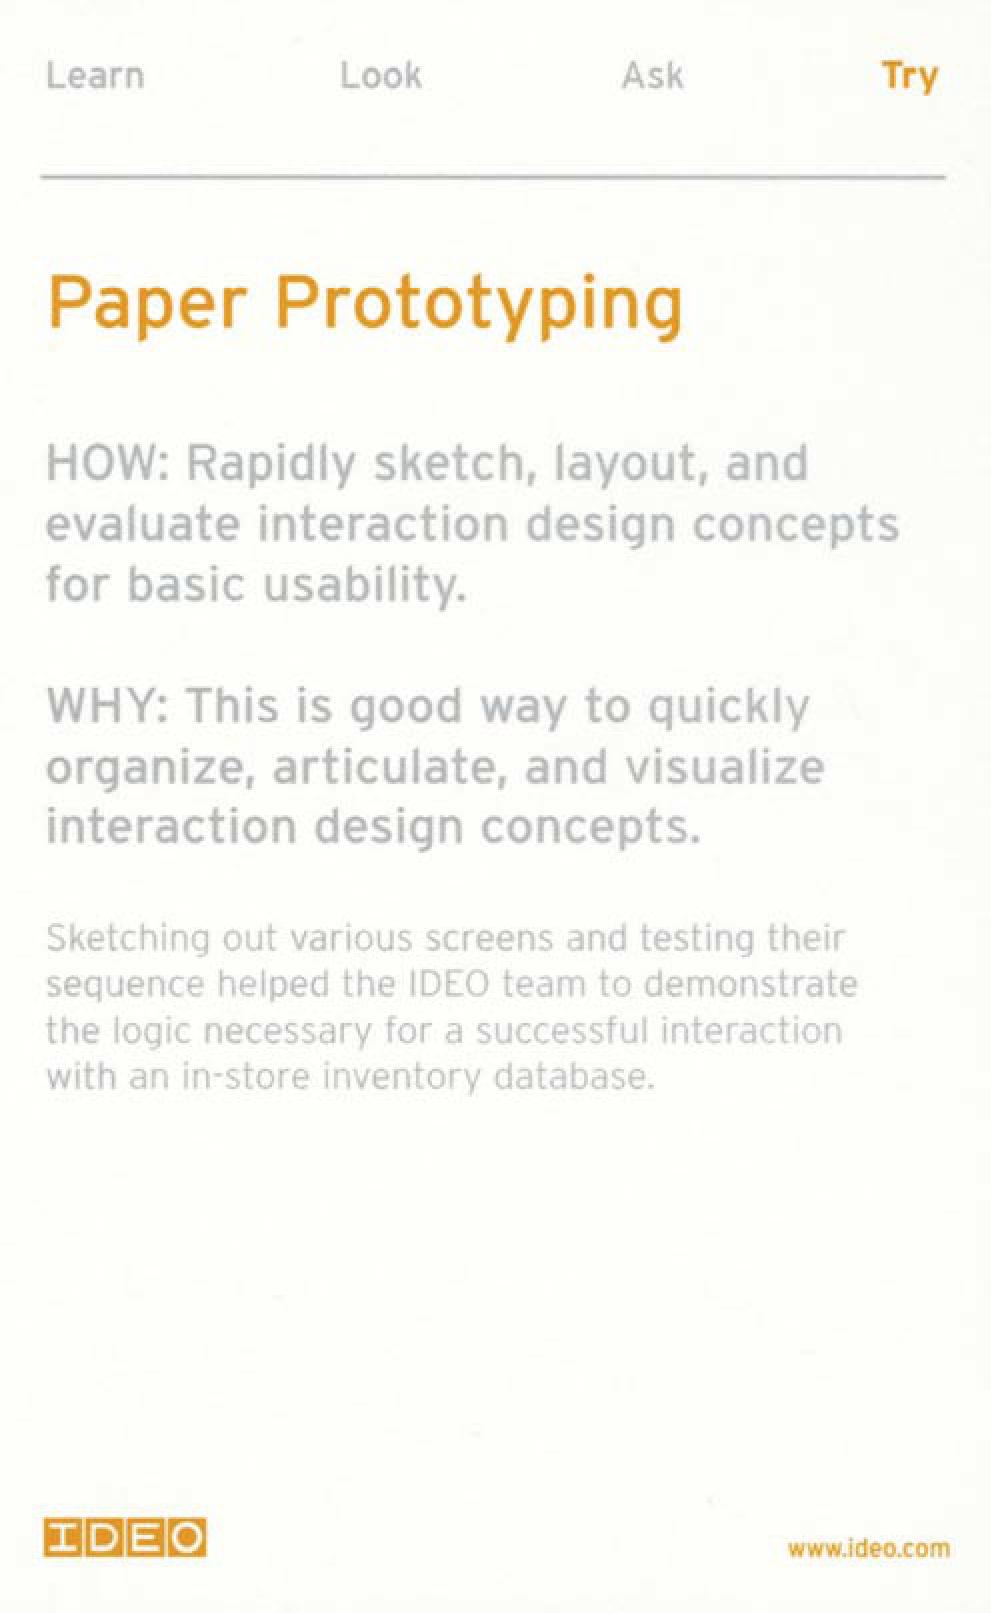 Learn Look Ask Try
Paper Prototyping
HOW: Rapidly sketch, layout, and
evaluate interaction design concepts
for basic usability.
WHY: This is good way to quickly
organize, articulate, and visualize
interaction design concepts.
Sketching out various screens and testing their
sequence helped the IDEO team to demonstrate
the logic necessary for a successful interaction
with an in-store inventory database.
IDEO
www.ideo.com